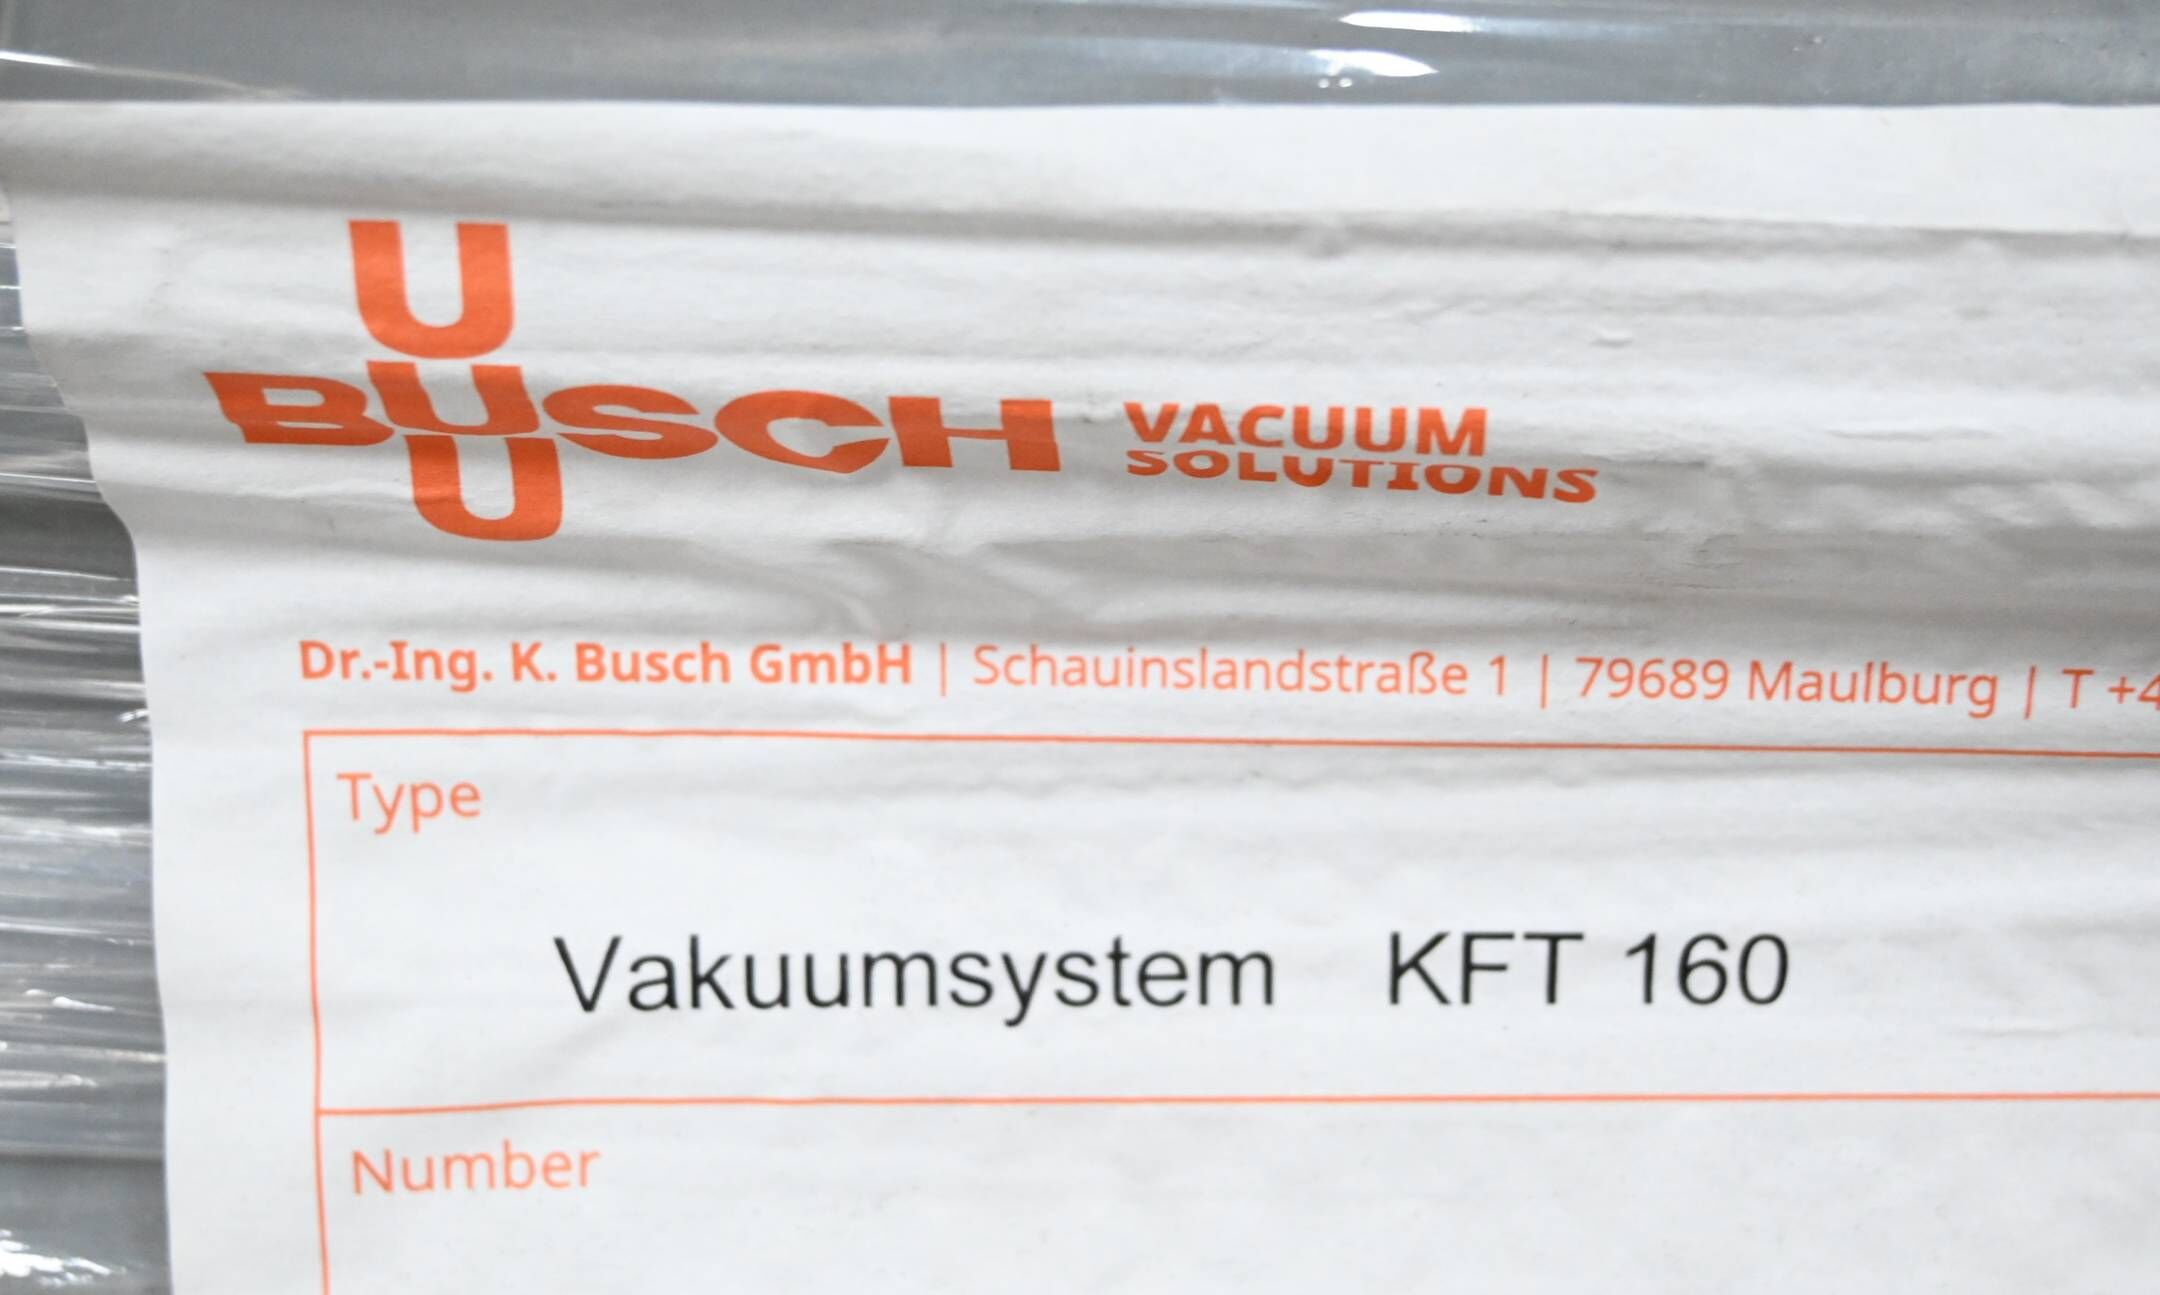 U
BUSCH VACUUM
U SOLUTIONS
Dr.-Ing. K. Busch GmbH | Schauinslandstraße 1 | 79689 Maulburg | T +4
Type
Vakuumsystem KFT 160
Number